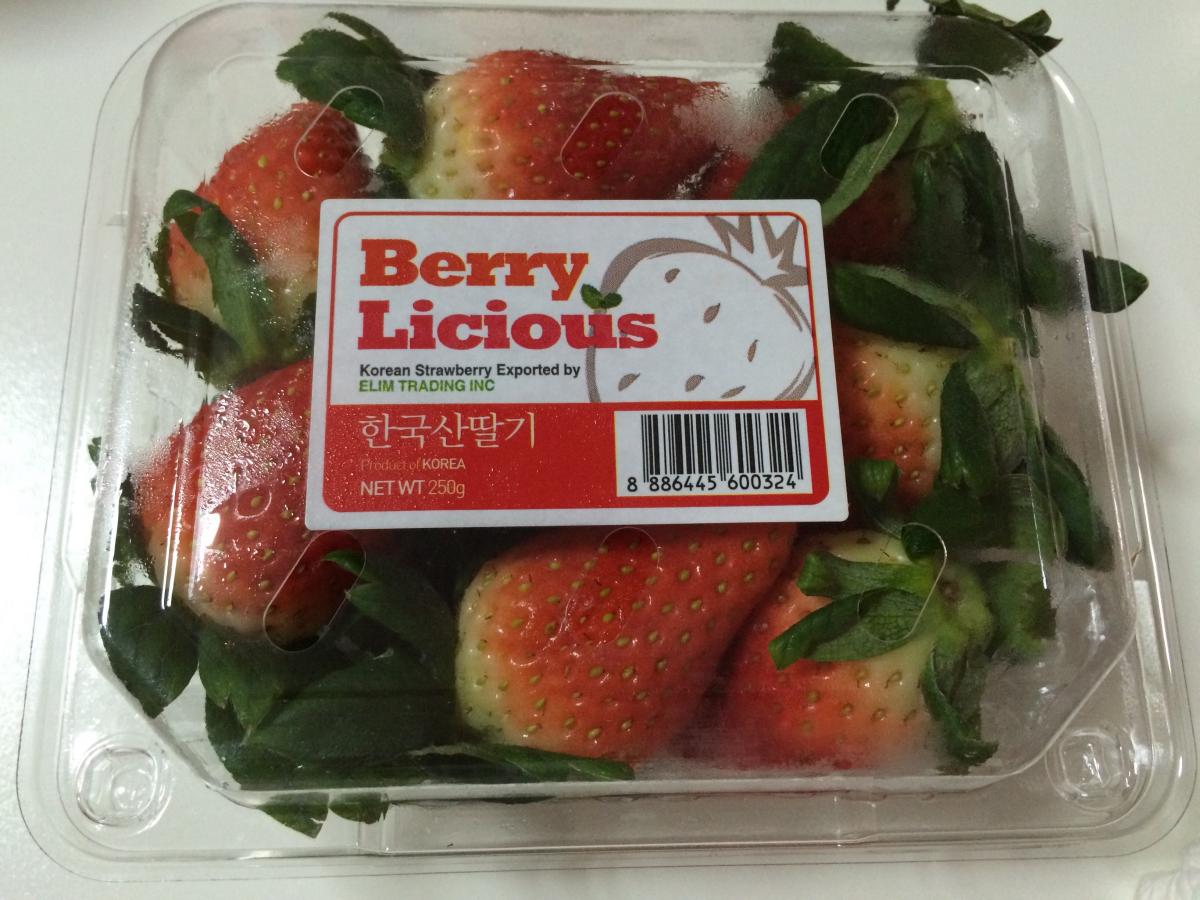 Berry
Licious
Korean Strawberry Exported by
ELIM TRADING INC
한국산딸기
Product of KOREA
NET WT 250g
8 886445 600324